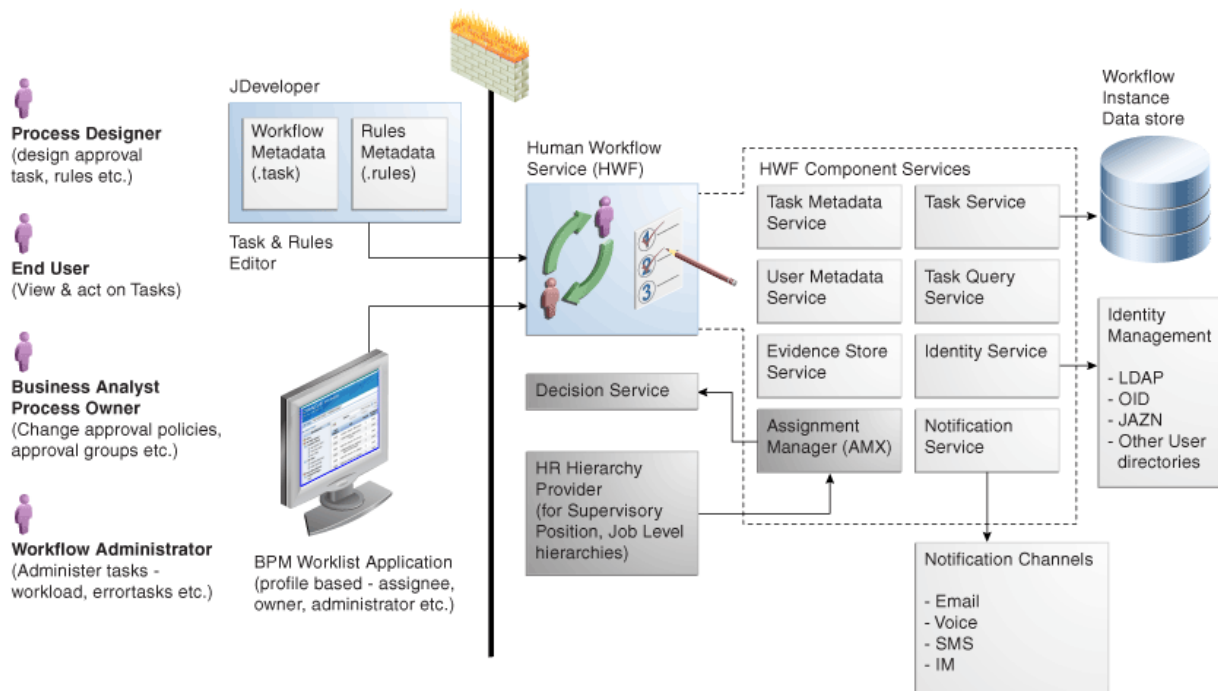 Process Designer
(design approval
task, rules etc.)
End User
(View & act on Tasks)
Business Analyst
Process Owner
(Change approval policies,
approval groups etc.)
Workflow Administrator
(Administer tasks -
workload, errortasks etc.)
JDeveloper
Workflow
Metadata
(.task)
Rules
Metadata
(.rules)
Task & Rules
Editor
BPM Worklist Application
(profile based - assignee,
owner, administrator etc.)
Human Workflow
Service (HWF)
1
2
3
Decision Service
HR Hierarchy
Provider
(for Supervisory
Position, Job Level
hierarchies)
HWF Component Services
Task Metadata
Service
Task Service
User Metadata
Service
Task Query
Service
Evidence Store
Service
Identity Service
Assignment
Manager (AMX)
Notification
Service
Workflow
Instance
Data store
Identity
Management
- LDAP
- OID
- JAZN
- Other User
directories
Notification Channels
- Email
- Voice
- SMS
- IM